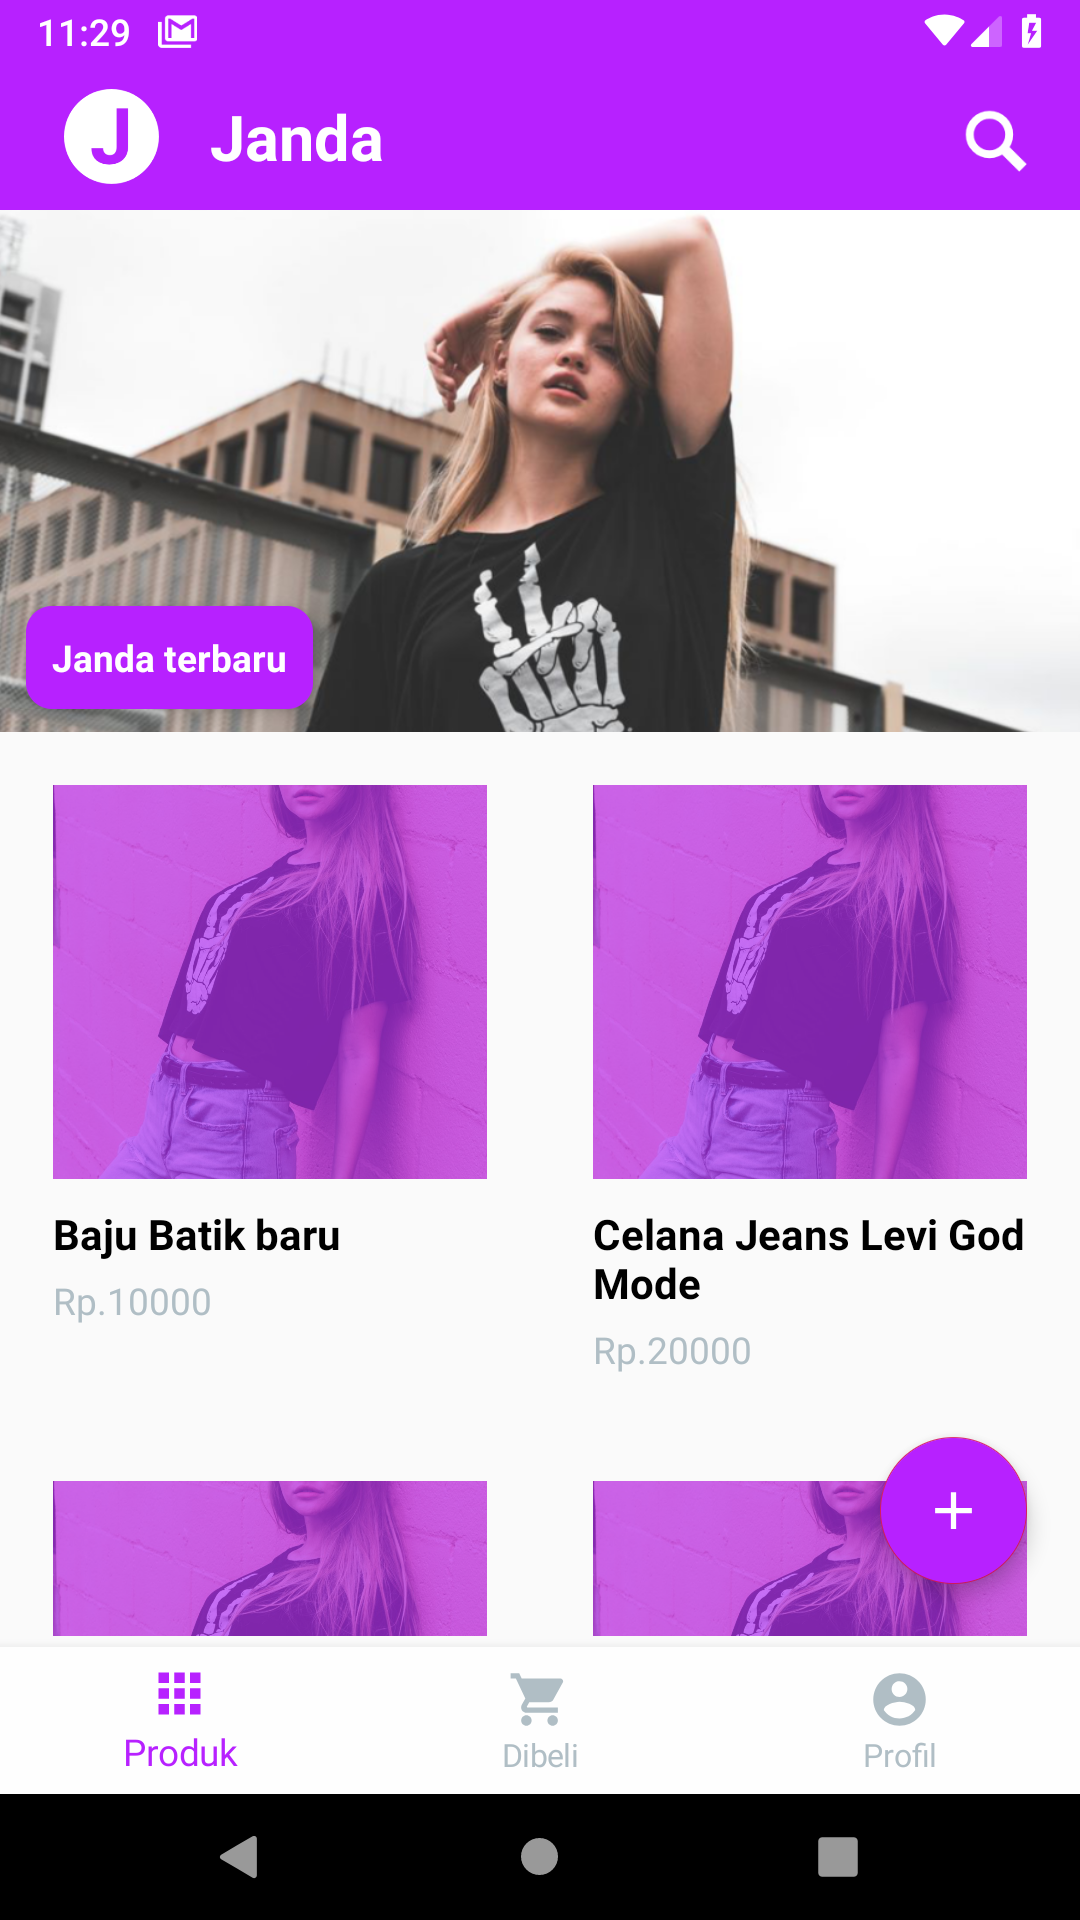 11:29
J Janda
Janda terbaru
Baju Batik baru
Rp.10000
Celana Jeans Levi God
Mode
Rp.20000
Produk
Dibeli
Profil